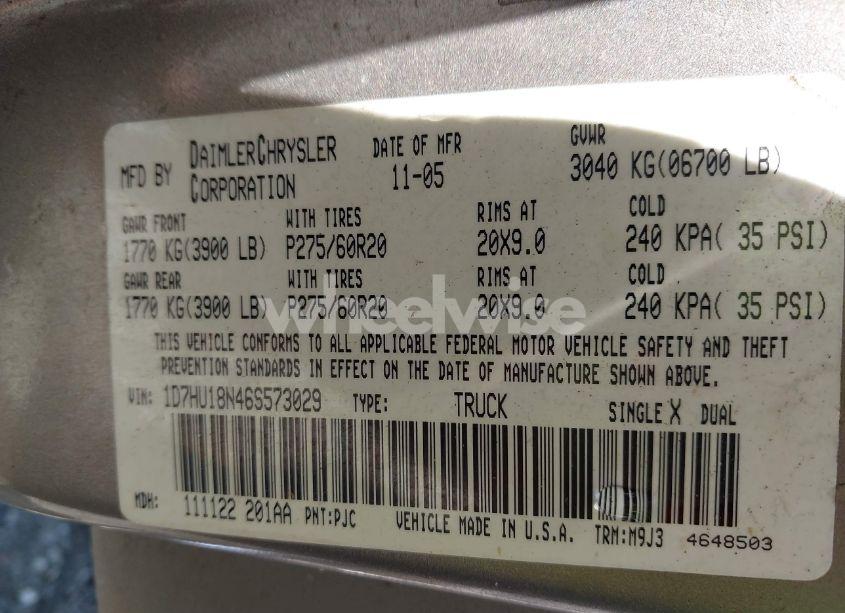 MFD BY DAIMLERCHRYSLER CORPORATION DATE OF MFR 11-05 GVWR 3040 KG(06700 LB)
GAWR FRONT WITH TIRES RIMS AT COLD
1770 KG(3900 LB) P275/60R20 20X9.0 240 KPA( 35 PSI)
GAWR REAR WITH TIRES RIMS AT COLD
1770 KG(3900 LB) P275/60R20 20X9.0 240 KPA( 35 PSI)
wheelwise
THIS VEHICLE CONFORMS TO ALL APPLICABLE FEDERAL MOTOR VEHICLE SAFETY AND THEFT
PREVENTION STANDARDS IN EFFECT ON THE DATE OF MANUFACTURE SHOWN ABOVE.
VIN: 1D7HU18N46S573029 TYPE: TRUCK SINGLE X DUAL
MDH: 111122 201AA PNT:PJC VEHICLE MADE IN U.S.A. TRM:M9J3 4648503